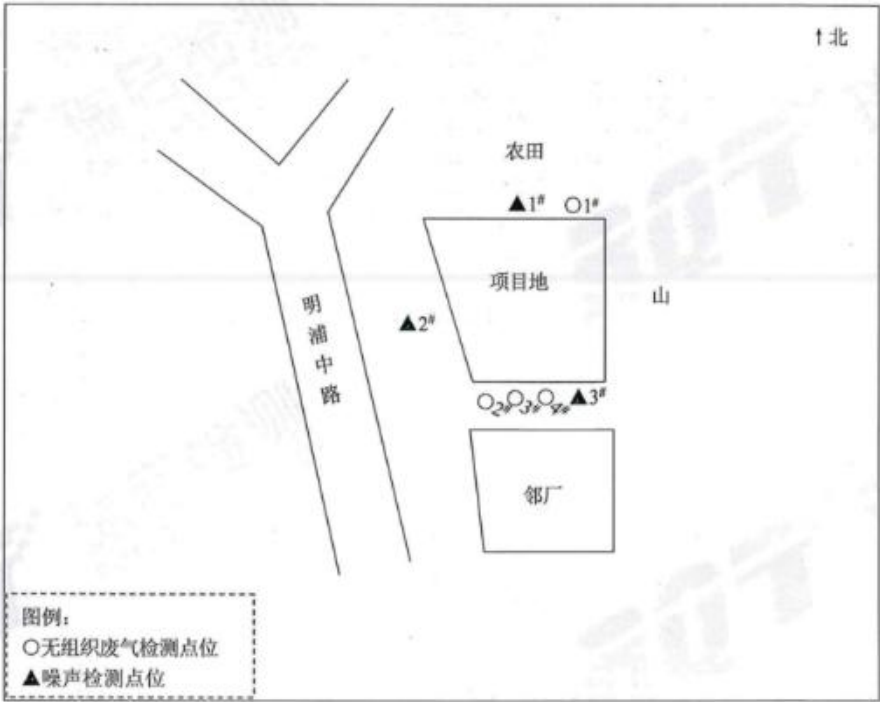 ↑北
农田
▲1# ○1#
项目地
山
明浦中路
▲2#
○2# ○3# ○4# ▲3#
邻厂
图例：
○无组织废气检测点位
▲噪声检测点位